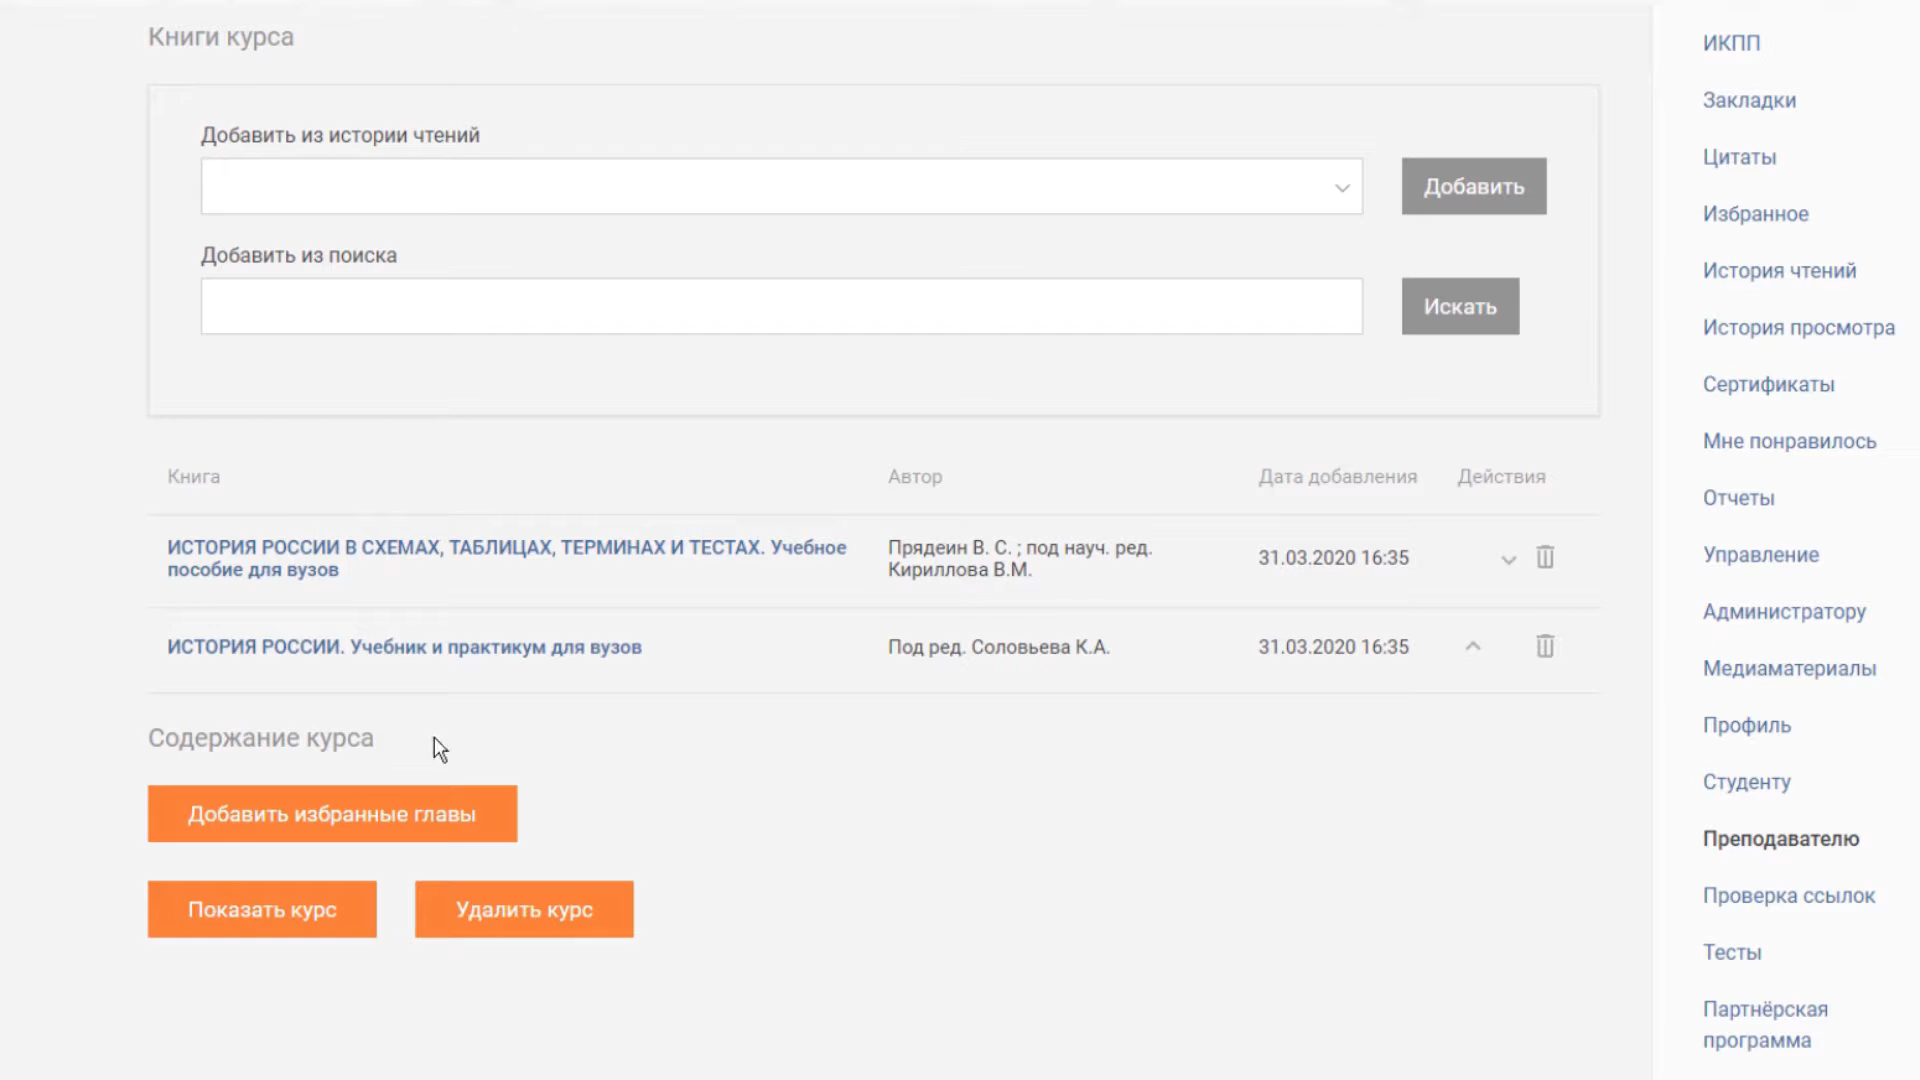 Книги курса
Добавить из истории чтений
Добавить
Добавить из поиска
Искать
Книга Автор Дата добавления Действия
ИСТОРИЯ РОССИИ В СХЕМАХ, ТАБЛИЦАХ, ТЕРМИНАХ И ТЕСТАХ. Учебное
пособие для вузов
Прядеин В. С. ; под науч. ред.
Кириллова В.М.
31.03.2020 16:35
ИСТОРИЯ РОССИИ. Учебник и практикум для вузов
Под ред. Соловьева К.А.
31.03.2020 16:35
Содержание курса
Добавить избранные главы
Показать курс
Удалить курс
ИКПП
Закладки
Цитаты
Избранное
История чтений
История просмотра
Сертификаты
Мне понравилось
Отчеты
Управление
Администратору
Медиаматериалы
Профиль
Студенту
Преподавателю
Проверка ссылок
Тесты
Партнёрская
программа